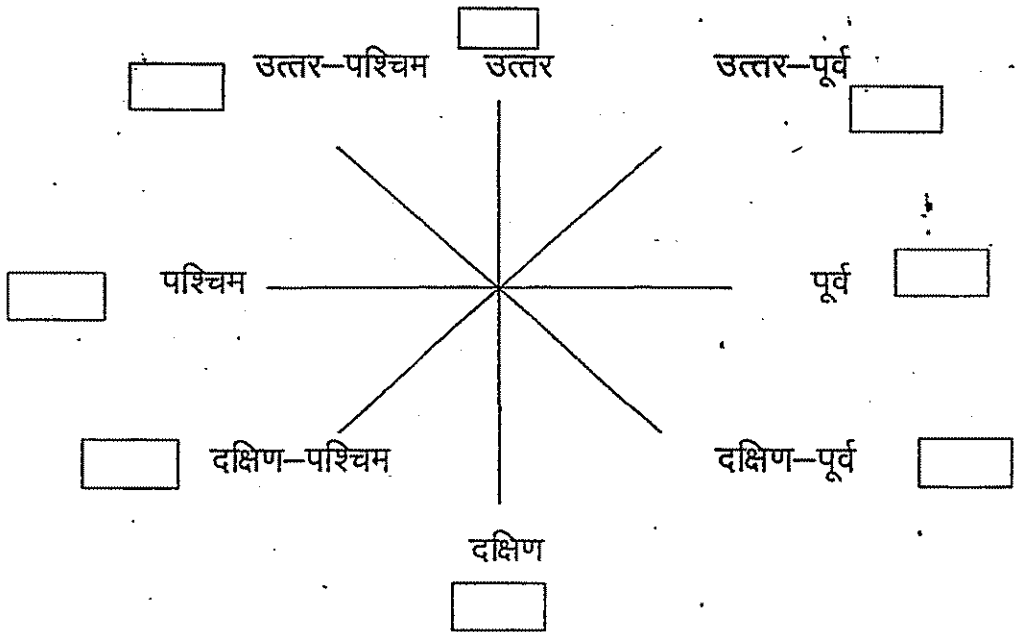 उत्तर–पश्चिम उत्तर उत्तर–पूर्व
पश्चिम पूर्व
दक्षिण–पश्चिम दक्षिण–पूर्व
दक्षिण